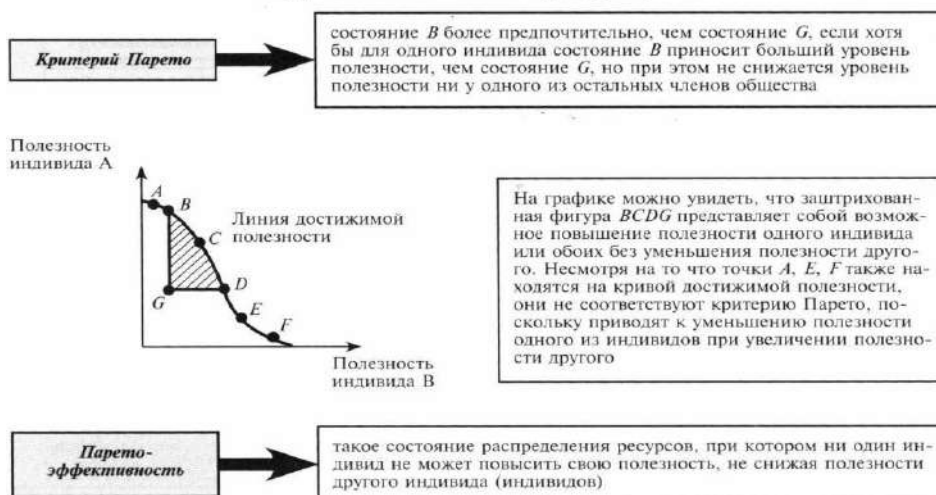 Критерий Парето
состояние B более предпочтительно, чем состояние G, если хотя
бы для одного индивида состояние B приносит больший уровень
полезности, чем состояние G, но при этом не снижается уровень
полезности ни у одного из остальных членов общества
Полезность
индивида А
A
B
Линия достижимой
полезности
C
G
D
E
F
Полезность
индивида В
На графике можно увидеть, что заштрихован-
ная фигура BCDG представляет собой возмож-
ное повышение полезности одного индивида
или обоих без уменьшения полезности друго-
го. Несмотря на то что точки A, E, F также на-
ходятся на кривой достижимой полезности,
они не соответствуют критерию Парето, по-
скольку приводят к уменьшению полезности
одного из индивидов при увеличении полезно-
сти другого
Парето-
эффективность
такое состояние распределения ресурсов, при котором ни один ин-
дивид не может повысить свою полезность, не снижая полезности
другого индивида (индивидов)